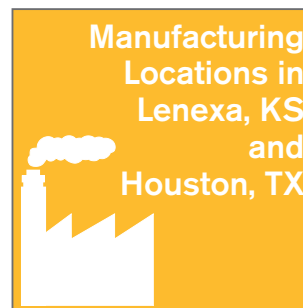 Manufacturing
Locations in
Lenexa, KS
and
Houston, TX